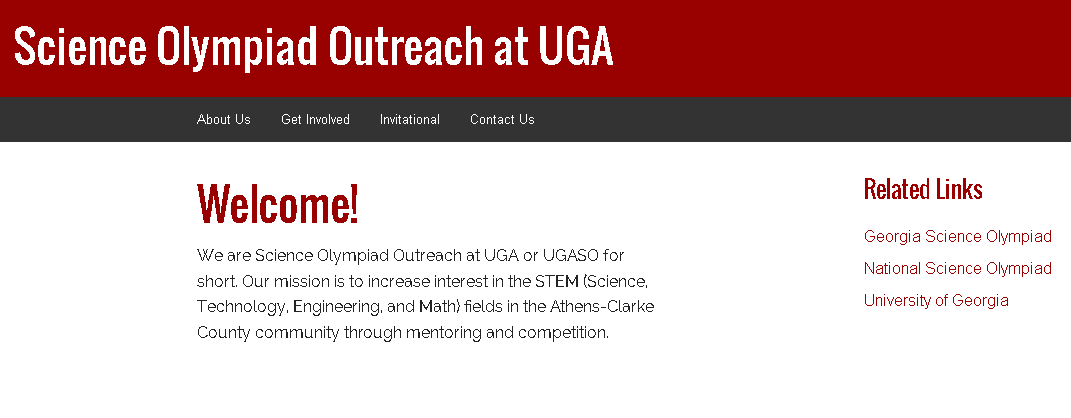 Science Olympiad Outreach at UGA
About Us Get Involved Invitational Contact Us
Welcome!
We are Science Olympiad Outreach at UGA or UGASO for
short. Our mission is to increase interest in the STEM (Science,
Technology, Engineering, and Math) fields in the Athens-Clarke
County community through mentoring and competition.
Related Links
Georgia Science Olympiad
National Science Olympiad
University of Georgia